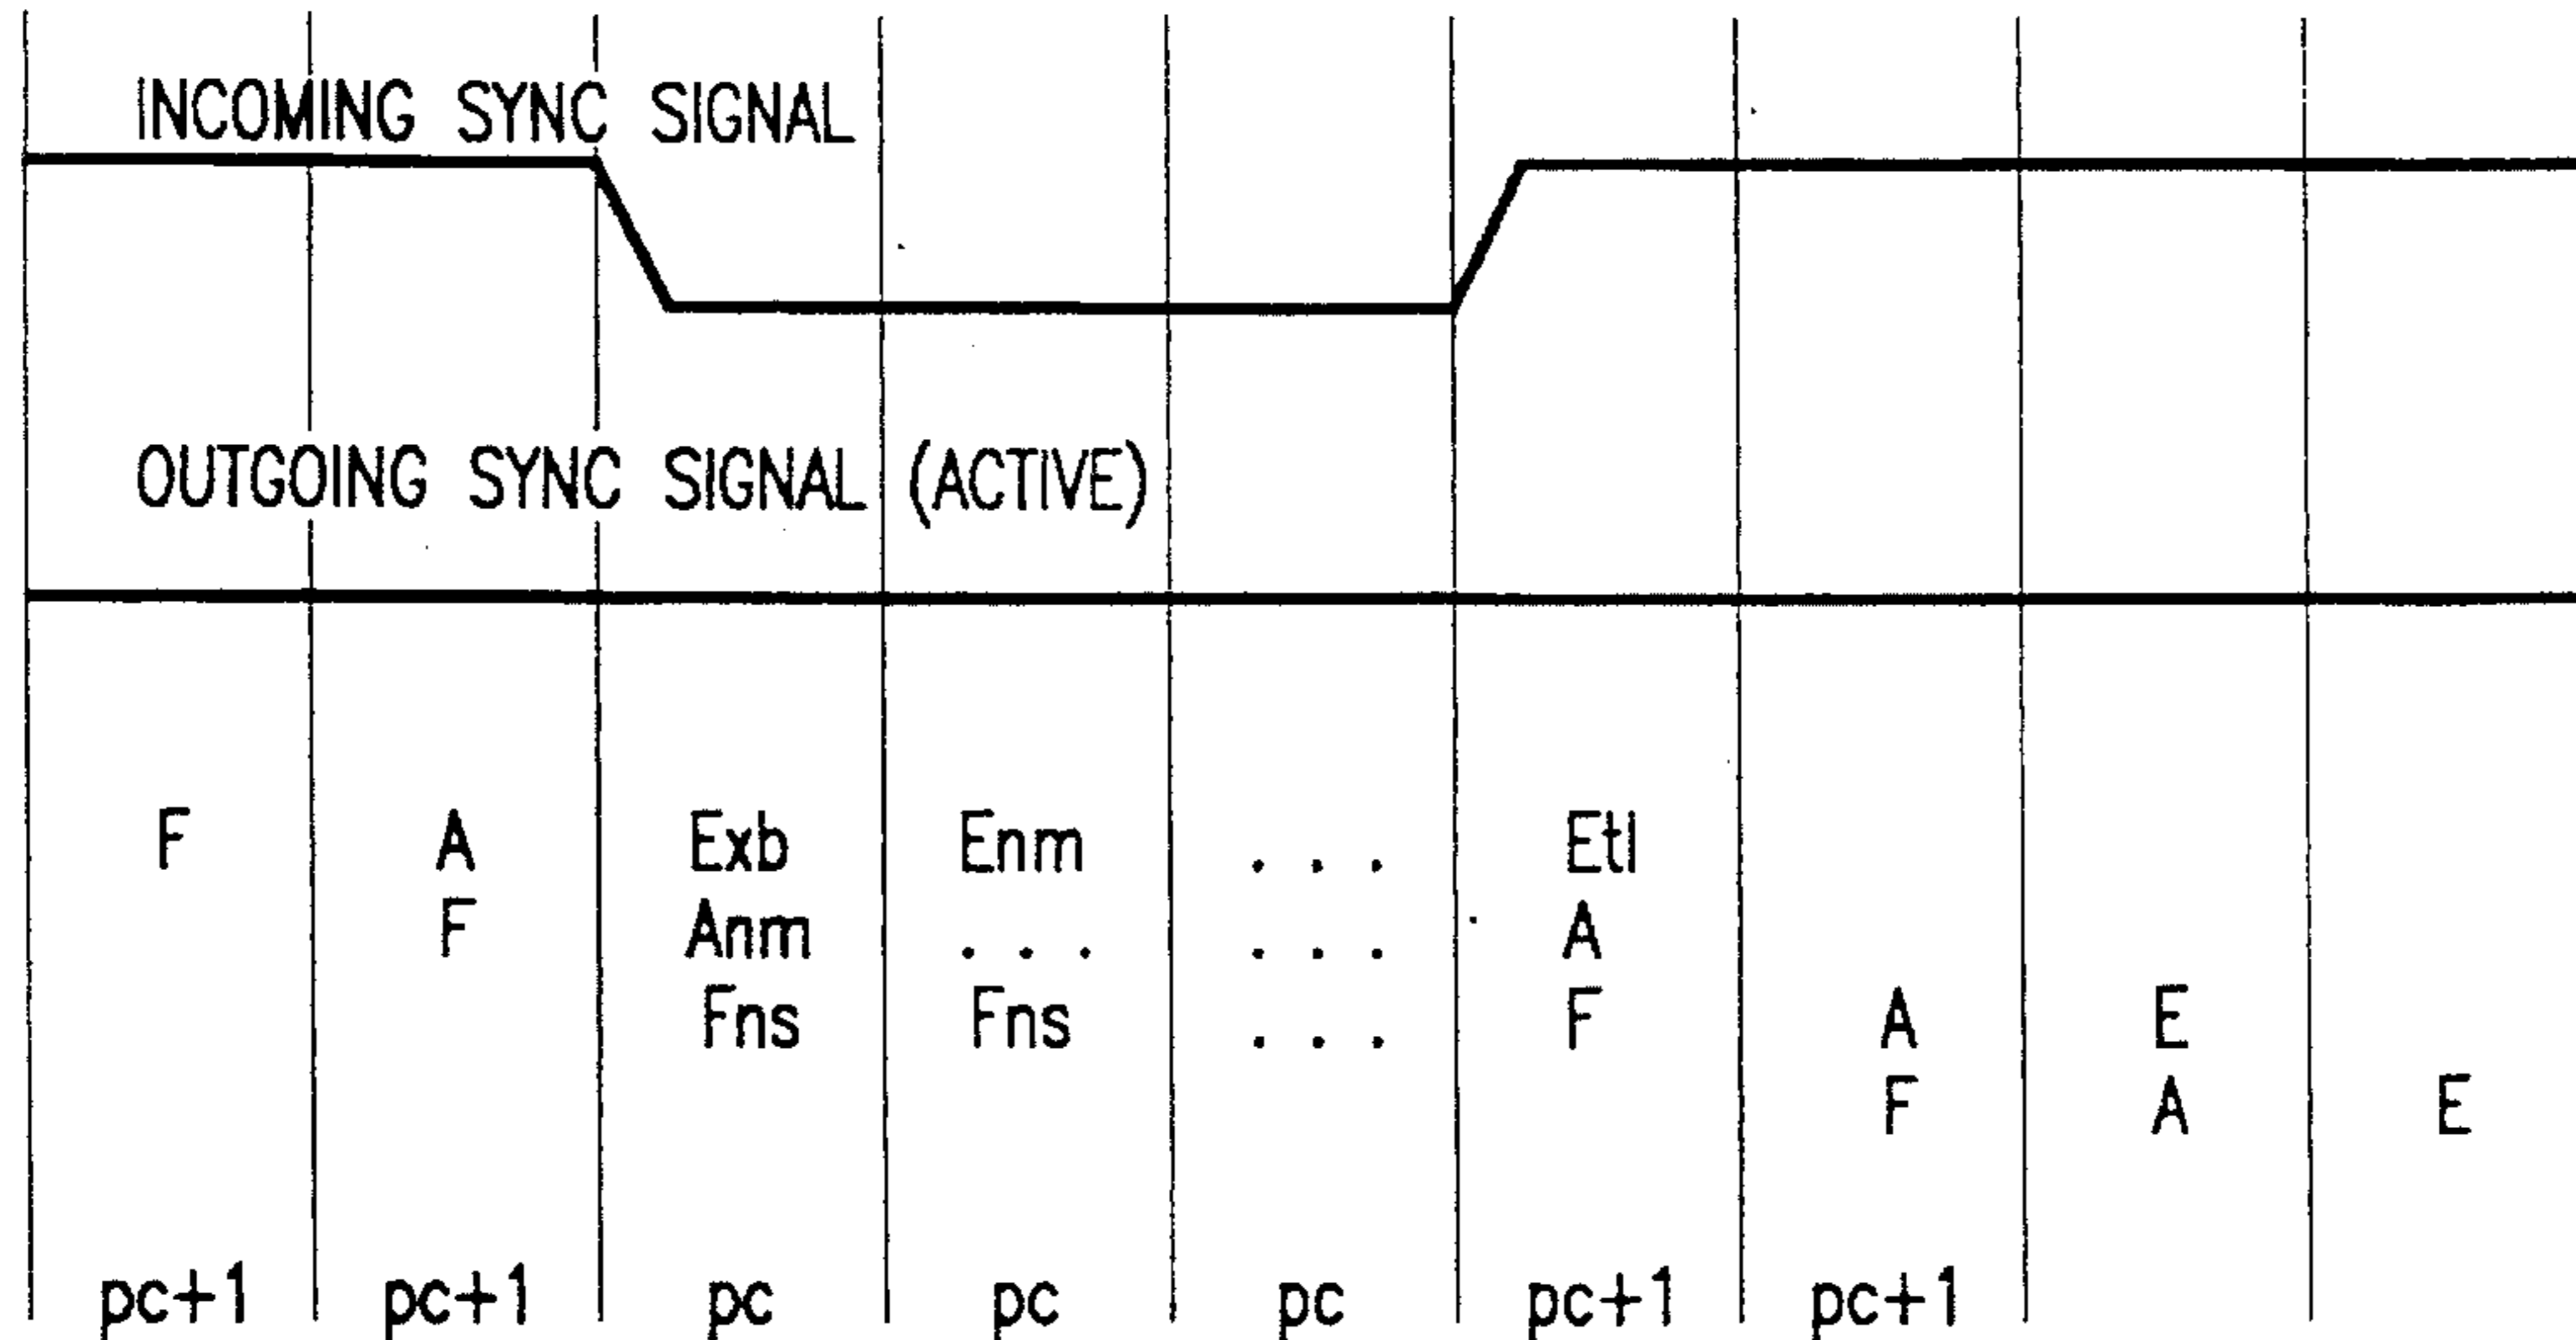 INCOMING SYNC SIGNAL
OUTGOING SYNC SIGNAL (ACTIVE)
F A Exb Enm . . . Etl
F Anm . . . . . . A
Fns Fns . . . F A E
F A E
pc+1 pc+1 pc pc pc pc+1 pc+1